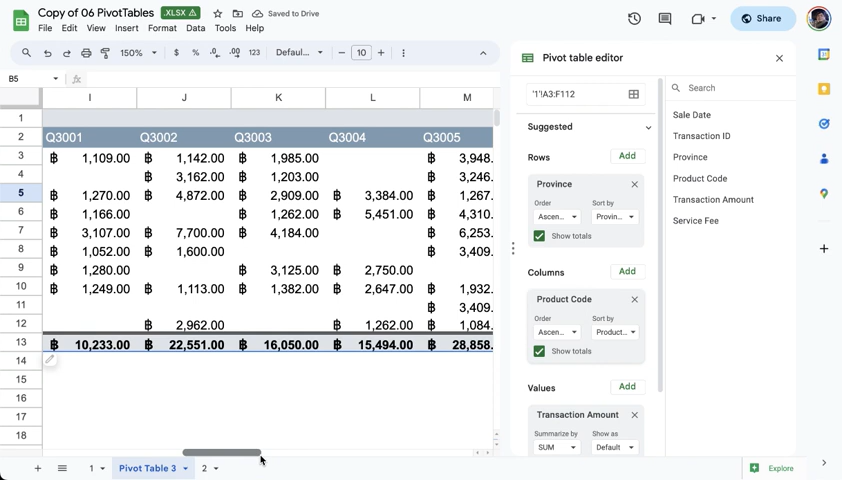 Copy of 06 PivotTables .XLSX Saved to Drive
File Edit View Insert Format Data Tools Help
Share
150% $ % .0 .00 123 Defaul... 10
B5 fx
I J K L M
1
2 Q3001 Q3002 Q3003 Q3004 Q3005
3 ฿ 1,109.00 ฿ 1,142.00 ฿ 1,985.00 ฿ 3,948.
4 ฿ 3,162.00 ฿ 1,203.00 ฿ 3,246.
5 ฿ 1,270.00 ฿ 4,872.00 ฿ 2,909.00 ฿ 3,384.00 ฿ 1,267.
6 ฿ 1,166.00 ฿ 1,262.00 ฿ 5,451.00 ฿ 4,310.
7 ฿ 3,107.00 ฿ 7,700.00 ฿ 4,184.00 ฿ 6,253.
8 ฿ 1,052.00 ฿ 1,600.00 ฿ 3,409.
9 ฿ 1,280.00 ฿ 3,125.00 ฿ 2,750.00
10 ฿ 1,249.00 ฿ 1,113.00 ฿ 1,382.00 ฿ 2,647.00 ฿ 1,932.
11 ฿ 3,409.
12 ฿ 2,962.00 ฿ 1,262.00 ฿ 1,084.
13 ฿ 10,233.00 ฿ 22,551.00 ฿ 16,050.00 ฿ 15,494.00 ฿ 28,858.
14
15
16
17
18
1 Pivot Table 3 2
Explore
Pivot table editor
'1'!A3:F112
Suggested
Rows Add
Province
Order Sort by
Ascen... Provin...
Show totals
Columns Add
Product Code
Order Sort by
Ascen... Product...
Show totals
Values Add
Transaction Amount
Summarize by Show as
SUM Default
Search
Sale Date
Transaction ID
Province
Product Code
Transaction Amount
Service Fee